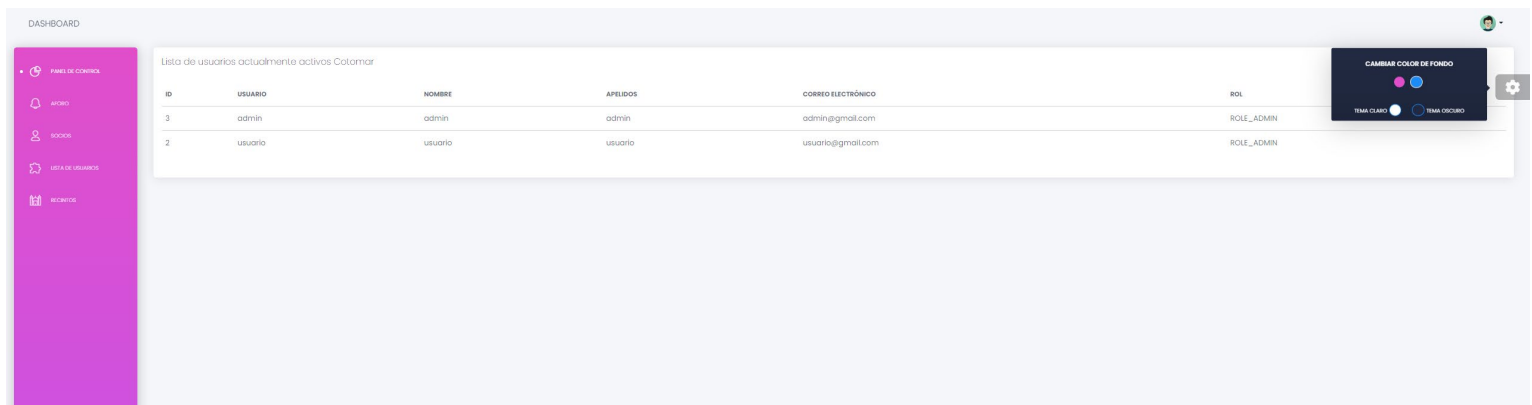 DASHBOARD
PANEL DE CONTROL
AFORO
SOCIOS
LISTA DE USUARIOS
RECINTOS
Lista de usuarios actualmente activos Cotomar
ID USUARIO NOMBRE APELIDOS CORREO ELECTRÓNICO ROL
3 admin admin admin admin@gmail.com ROLE_ADMIN
2 usuario usuario usuario usuario@gmail.com ROLE_ADMIN
CAMBIAR COLOR DE FONDO
TEMA CLARO TEMA OSCURO